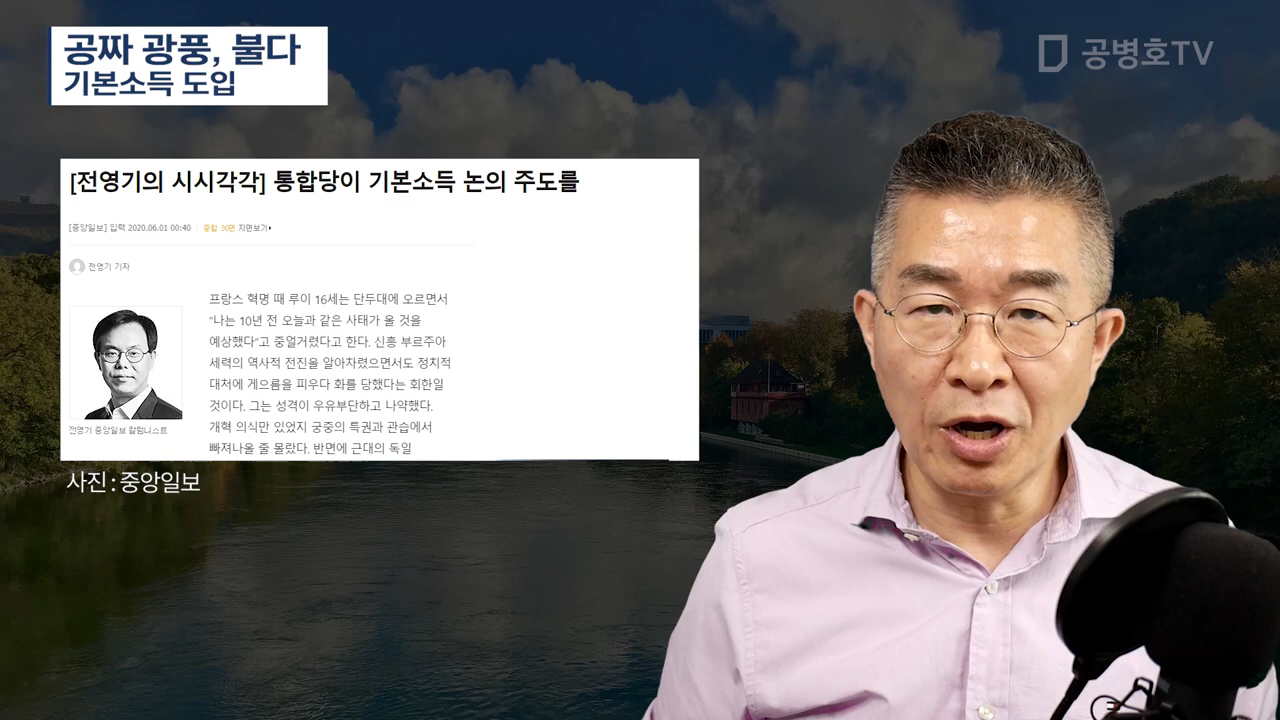 공짜 광풍, 불다
기본소득 도입
공병호TV
[전영기의 시시각각] 통합당이 기본소득 논의 주도를
[중앙일보] 입력 2020.06.01 00:40 | 종합 30면 지면보기
전영기 기자
프랑스 혁명 때 루이 16세는 단두대에 오르면서
“나는 10년 전 오늘과 같은 사태가 올 것을
예상했다”고 중얼거렸다고 한다. 신흥 부르주아
세력의 역사적 전진을 알아차렸으면서도 정치적
대처에 게으름을 피우다 화를 당했다는 회한일
것이다. 그는 성격이 우유부단하고 나약했다.
개혁 의식만 있었지 궁중의 특권과 관습에서
빠져나올 줄 몰랐다. 반면에 근대의 독일
전영기 중앙일보 칼럼니스트
사진 : 중앙일보